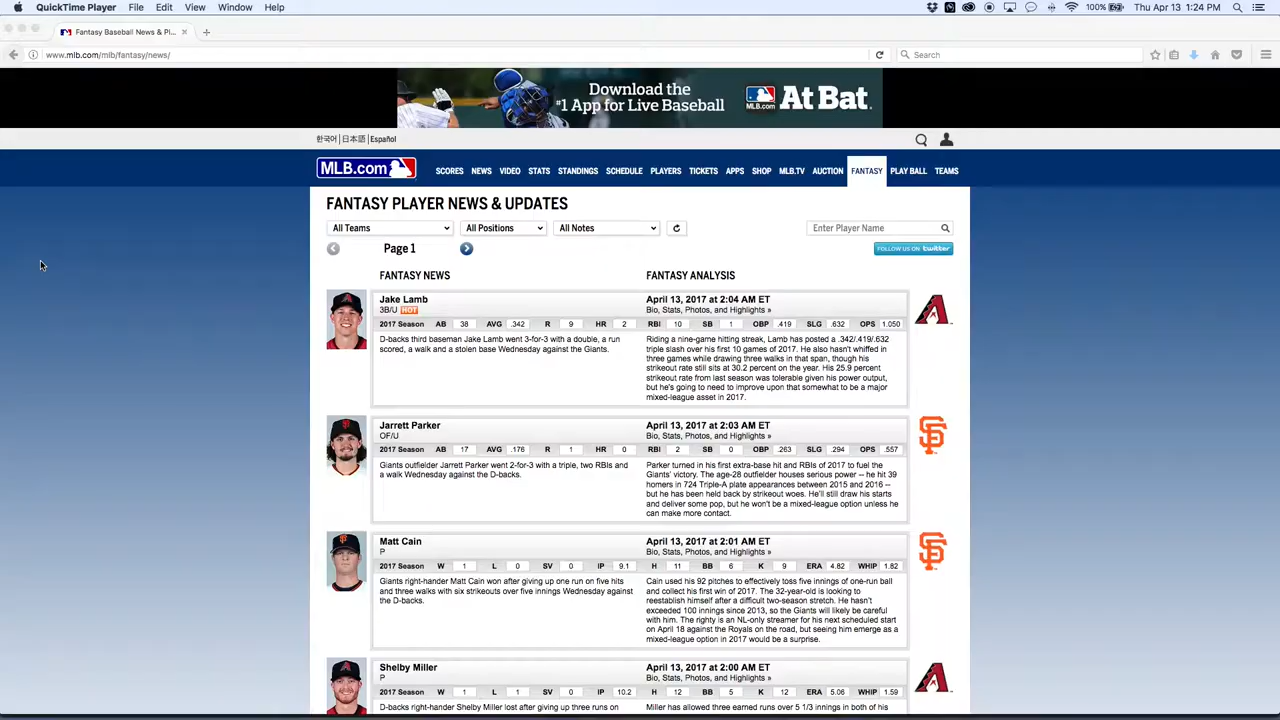 QuickTime Player File Edit View Window Help 100% Thu Apr 13 1:24 PM
Fantasy Baseball News & Pl...
www.mlb.com/mlb/fantasy/news/ Search
Download the
#1 App for Live Baseball
MLB.com At Bat
한국어 | 日本語 | Español
MLB.com SCORES NEWS VIDEO STATS STANDINGS SCHEDULE PLAYERS TICKETS APPS SHOP MLB.TV AUCTION FANTASY PLAY BALL TEAMS
FANTASY PLAYER NEWS & UPDATES
All Teams All Positions All Notes Enter Player Name
Page 1 FOLLOW US ON twitter
FANTASY NEWS FANTASY ANALYSIS
Jake Lamb April 13, 2017 at 2:04 AM ET
3B/U HOT Bio, Stats, Photos, and Highlights »
2017 Season AB 38 AVG .342 R 9 HR 2 RBI 10 SB 1 OBP .419 SLG .632 OPS 1.050
D-backs third baseman Jake Lamb went 3-for-3 with a double, a run
scored, a walk and a stolen base Wednesday against the Giants.
Riding a nine-game hitting streak, Lamb has posted a .342/.419/.632
triple slash over his first 10 games of 2017. He also hasn't whiffed in
three games while drawing three walks in that span, though his
strikeout rate still sits at 30.2 percent on the year. His 25.9 percent
strikeout rate from last season was tolerable given his power output,
but he's going to need to improve upon that somewhat to be a major
mixed-league asset in 2017.
Jarrett Parker April 13, 2017 at 2:03 AM ET
OF/U Bio, Stats, Photos, and Highlights »
2017 Season AB 17 AVG .176 R 1 HR 0 RBI 2 SB 0 OBP .263 SLG .294 OPS .557
Giants outfielder Jarrett Parker went 2-for-3 with a triple, two RBIs and
a walk Wednesday against the D-backs.
Parker turned in his first extra-base hit and RBIs of 2017 to fuel the
Giants' victory. The age-28 outfielder houses serious power -- he hit 39
homers in 724 Triple-A plate appearances between 2015 and 2016 --
but he has been held back by strikeout woes. He'll still draw his starts
and deliver some pop, but he won't be a mixed-league option unless he
can make more contact.
Matt Cain April 13, 2017 at 2:01 AM ET
P Bio, Stats, Photos, and Highlights »
2017 Season W 1 L 0 SV 0 IP 9.1 H 11 BB 6 K 9 ERA 4.82 WHIP 1.82
Giants right-hander Matt Cain won after giving up one run on five hits
and three walks with six strikeouts over five innings Wednesday against
the D-backs.
Cain used his 92 pitches to effectively toss five innings of one-run ball
and collect his first win of 2017. The 32-year-old is looking to
reestablish himself after a difficult two-season stretch. He hasn't
exceeded 100 innings since 2013, so the Giants will likely be careful
with him. The righty is an NL-only streamer for his next scheduled start
on April 18 against the Royals on the road, but seeing him emerge as a
mixed-league option in 2017 would be a surprise.
Shelby Miller April 13, 2017 at 2:00 AM ET
P Bio, Stats, Photos, and Highlights »
2017 Season W 1 L 1 SV 0 IP 10.2 H 12 BB 5 K 12 ERA 5.06 WHIP 1.59
D-backs right-hander Shelby Miller lost after giving up three runs on
Miller has allowed three earned runs over 5 1/3 innings in both of his